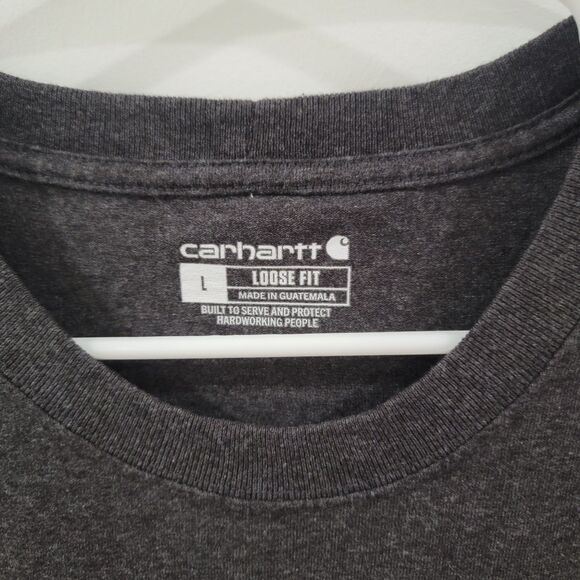 carhartt
L LOOSE FIT
MADE IN GUATEMALA
BUILT TO SERVE AND PROTECT
HARDWORKING PEOPLE